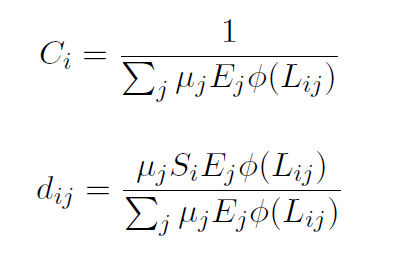 C_i = \frac{1}{\sum_j \mu_j E_j \phi(L_{ij})}
d_{ij} = \frac{\mu_j S_i E_j \phi(L_{ij})}{\sum_j \mu_j E_j \phi(L_{ij})}